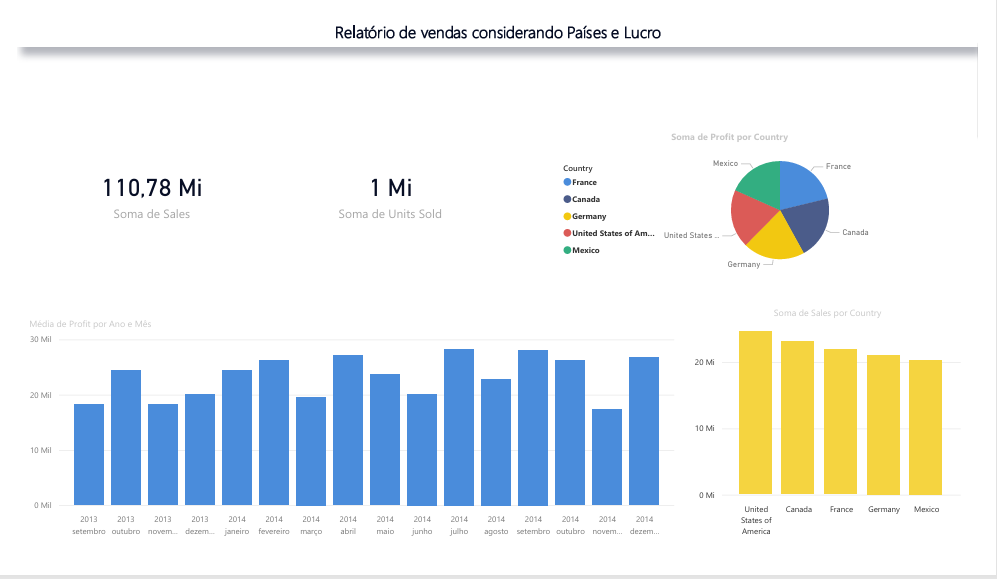 Relatório de vendas considerando Países e Lucro
110,78 Mi
Soma de Sales
1 Mi
Soma de Units Sold
Soma de Profit por Country
Country
France
Canada
Germany
United States of Am...
Mexico
Mexico
France
United States ...
Canada
Germany
Média de Profit por Ano e Mês
30 Mil
20 Mil
10 Mil
0 Mil
2013 setembro
2013 outubro
2013 novem...
2013 dezem...
2014 janeiro
2014 fevereiro
2014 março
2014 abril
2014 maio
2014 junho
2014 julho
2014 agosto
2014 setembro
2014 outubro
2014 novem...
2014 dezem...
Soma de Sales por Country
20 Mi
10 Mi
0 Mi
United
States of
America
Canada
France
Germany
Mexico